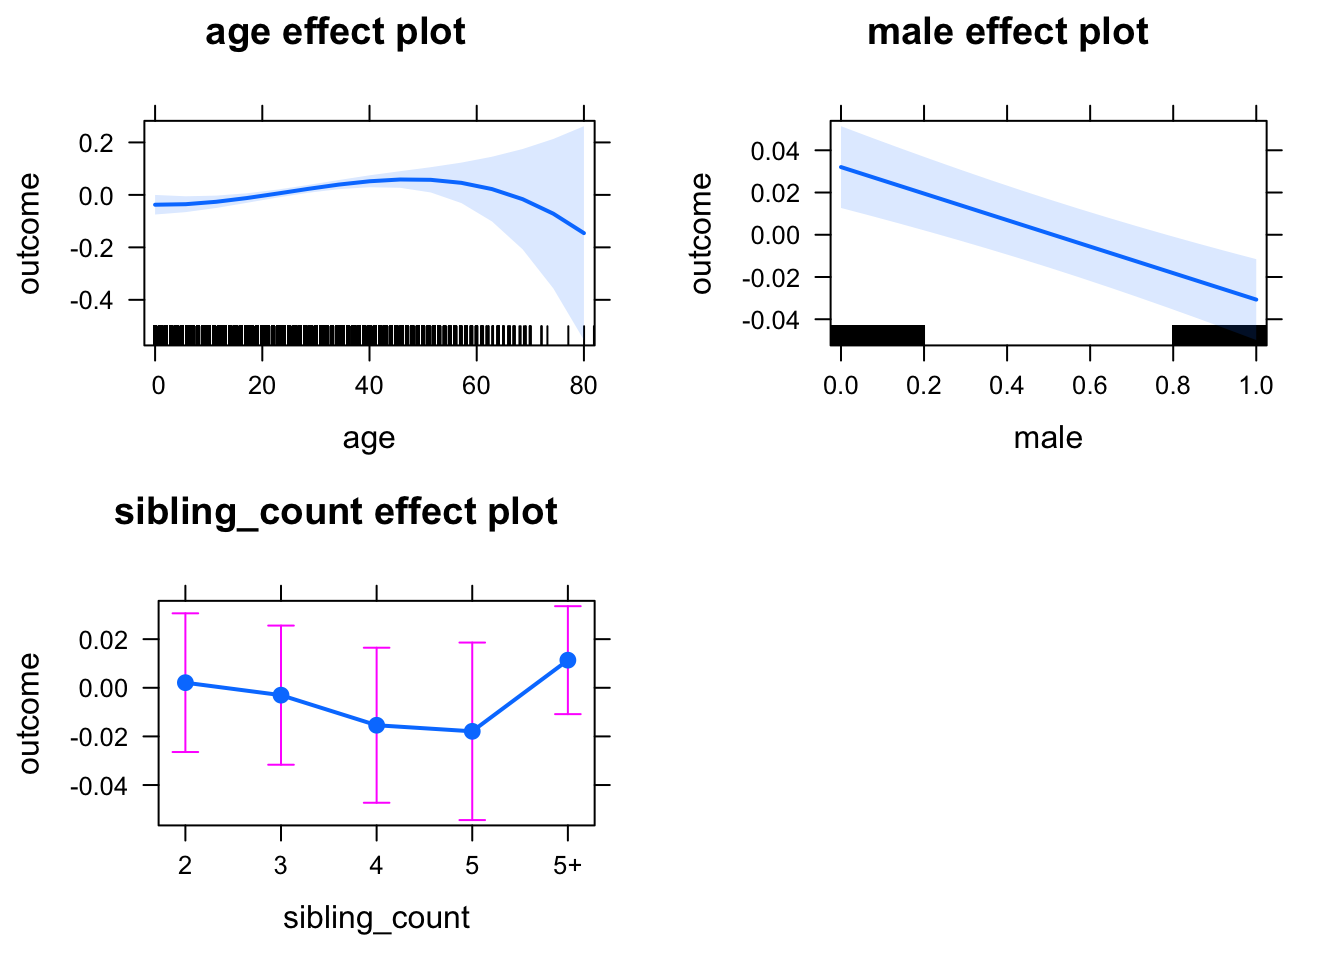 age effect plot
outcome
0.2
0.0
-0.2
-0.4
0 20 40 60 80
age
male effect plot
outcome
0.04
0.02
0.00
-0.02
-0.04
0.0 0.2 0.4 0.6 0.8 1.0
male
sibling_count effect plot
outcome
0.02
0.00
-0.02
-0.04
2 3 4 5 5+
sibling_count